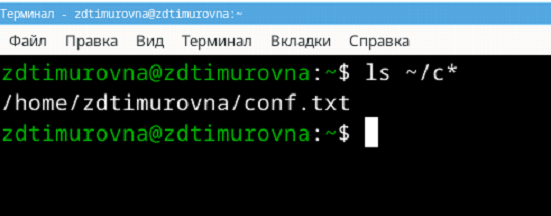 Терминал - zdtimurovna@zdtimurovna:~
Файл Правка Вид Терминал Вкладки Справка
zdtimurovna@zdtimurovna:~$ ls ~/c*
/home/zdtimurovna/conf.txt
zdtimurovna@zdtimurovna:~$